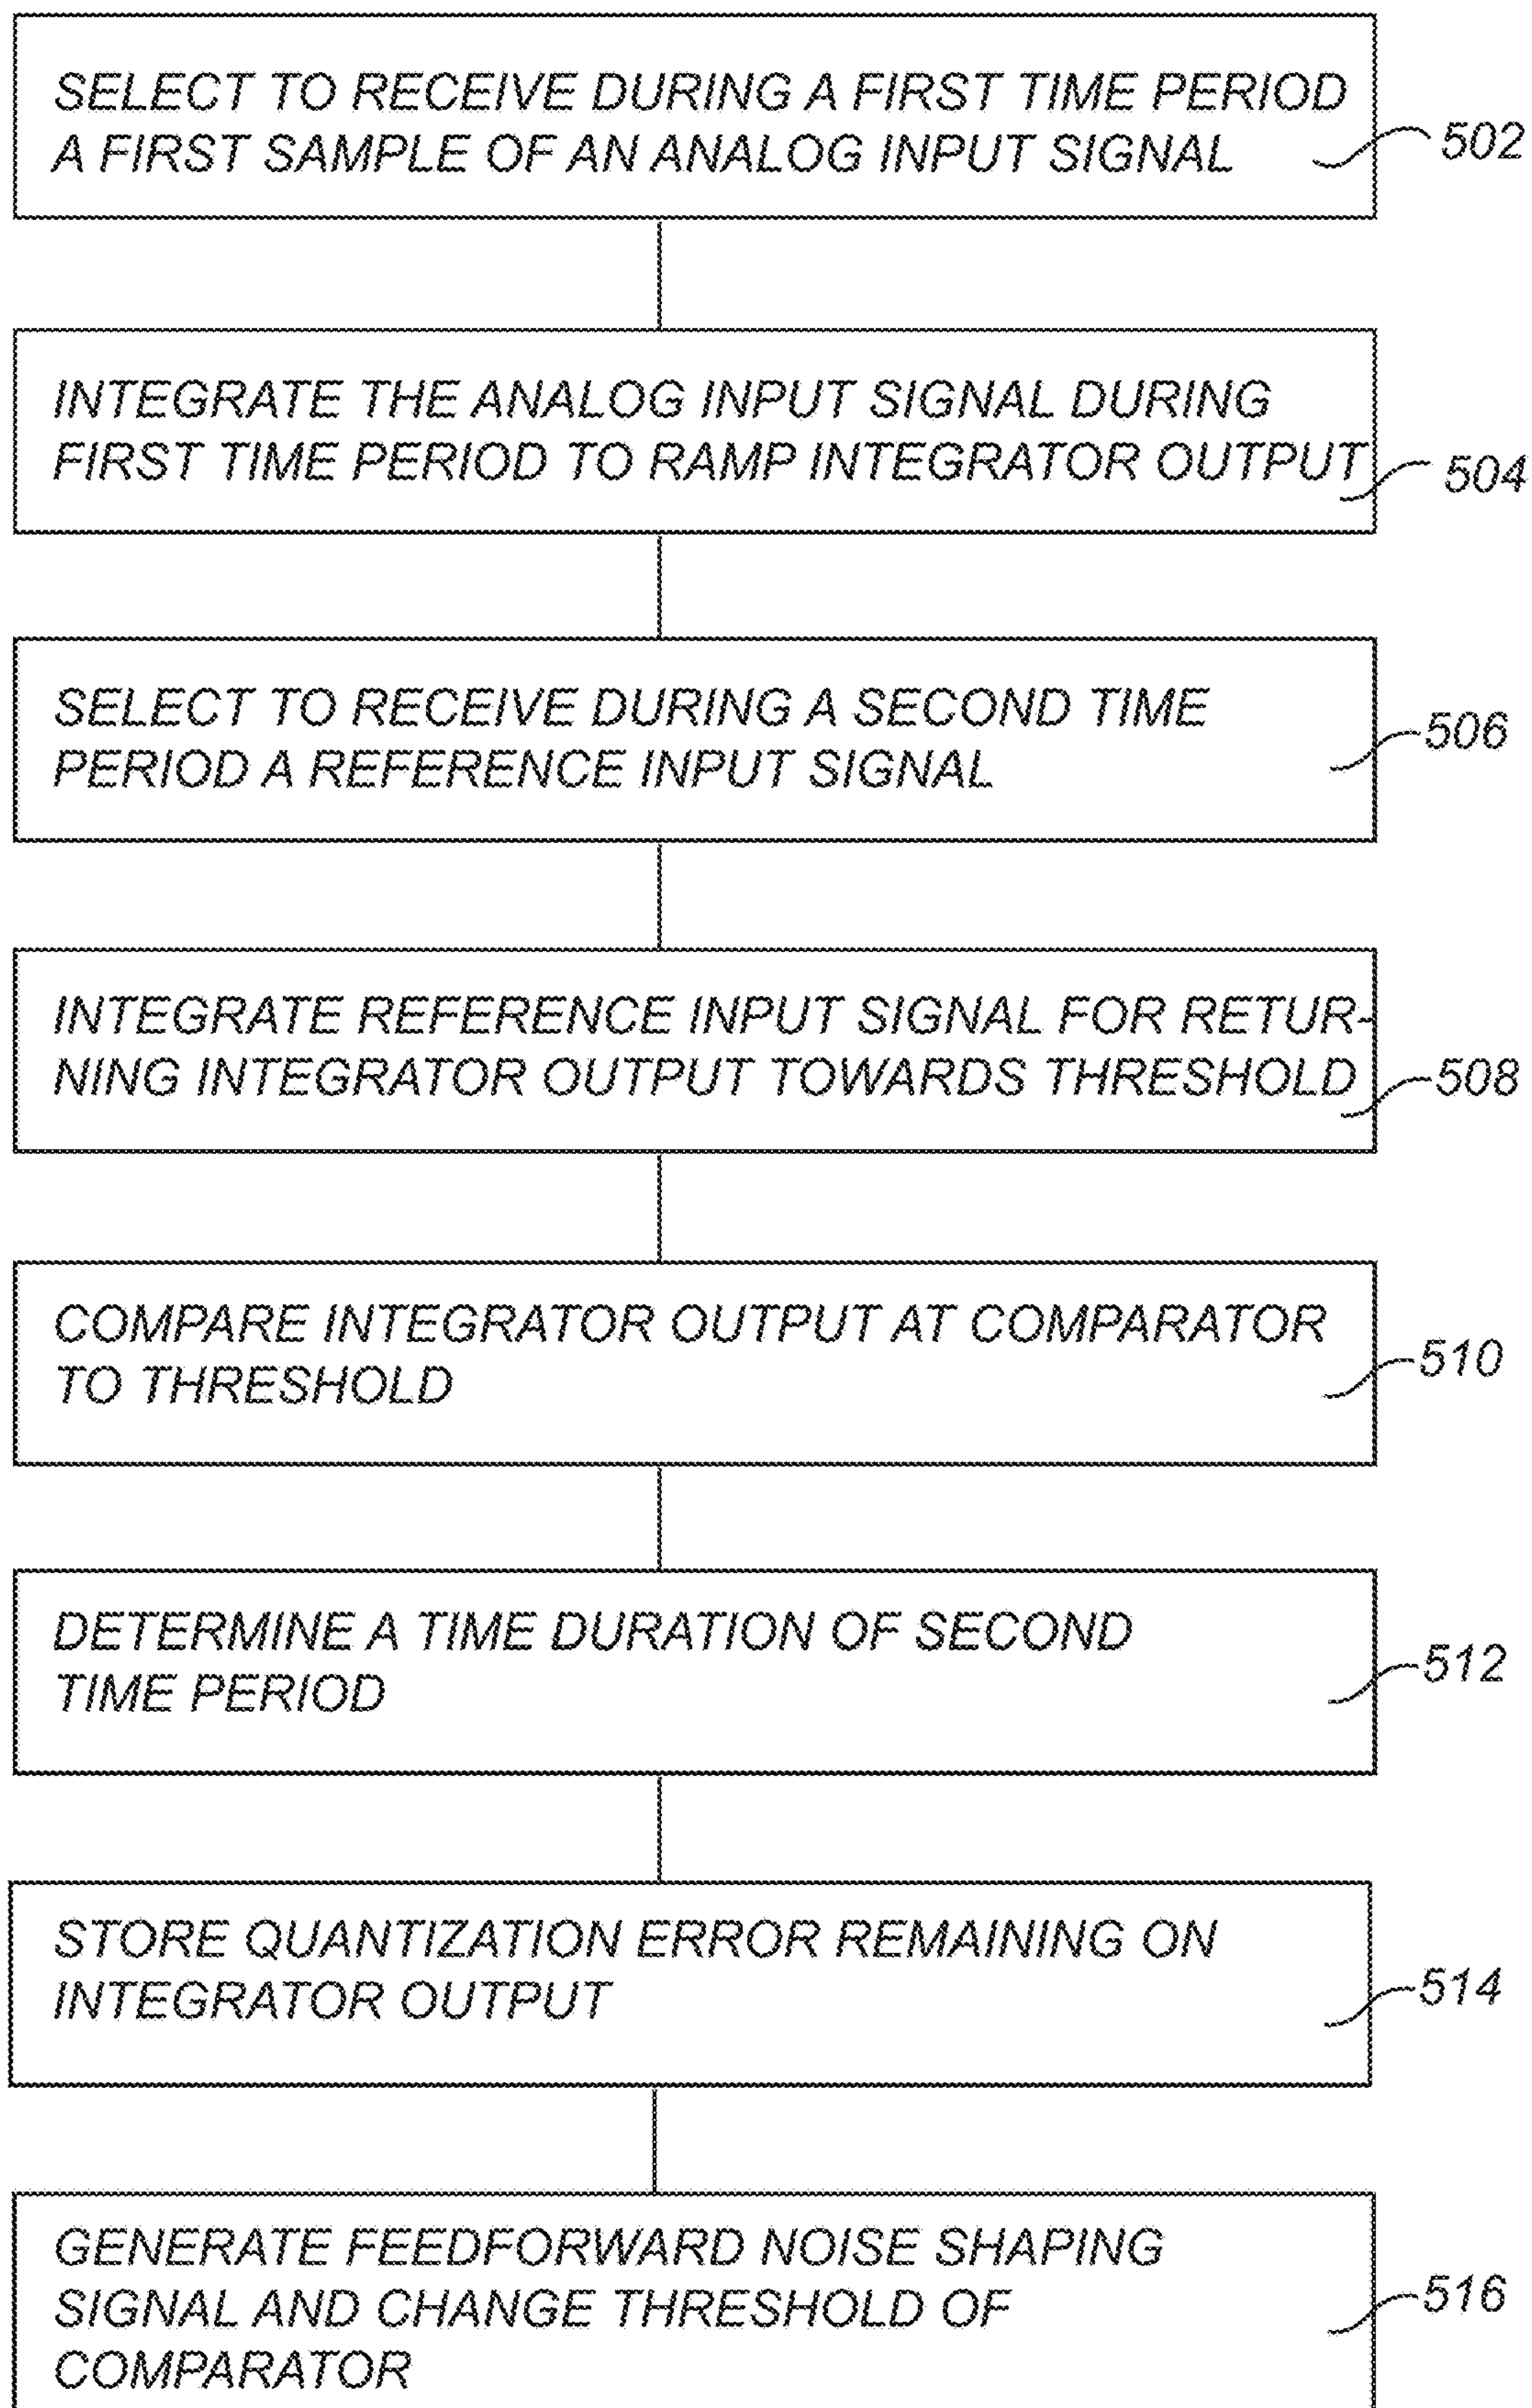 SELECT TO RECEIVE DURING A FIRST TIME PERIOD
A FIRST SAMPLE OF AN ANALOG INPUT SIGNAL
502
INTEGRATE THE ANALOG INPUT SIGNAL DURING
FIRST TIME PERIOD TO RAMP INTEGRATOR OUTPUT
504
SELECT TO RECEIVE DURING A SECOND TIME
PERIOD A REFERENCE INPUT SIGNAL
506
INTEGRATE REFERENCE INPUT SIGNAL FOR RETUR-
NING INTEGRATOR OUTPUT TOWARDS THRESHOLD
508
COMPARE INTEGRATOR OUTPUT AT COMPARATOR
TO THRESHOLD
510
DETERMINE A TIME DURATION OF SECOND
TIME PERIOD
512
STORE QUANTIZATION ERROR REMAINING ON
INTEGRATOR OUTPUT
514
GENERATE FEEDFORWARD NOISE SHAPING
SIGNAL AND CHANGE THRESHOLD OF
COMPARATOR
516